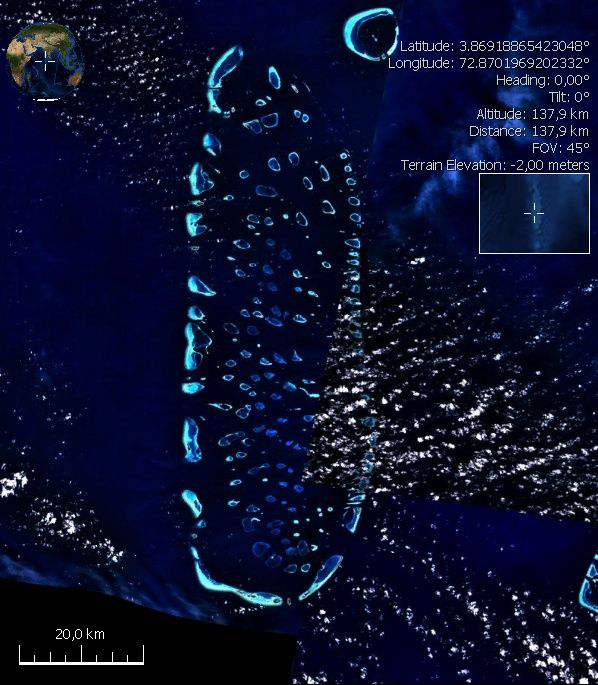 Latitude: 3.86918865423048°
Longitude: 72.8701969202332°
Heading: 0,00°
Tilt: 0°
Altitude: 137,9 km
Distance: 137,9 km
FOV: 45°
Terrain Elevation: -2,00 meters
20,0 km